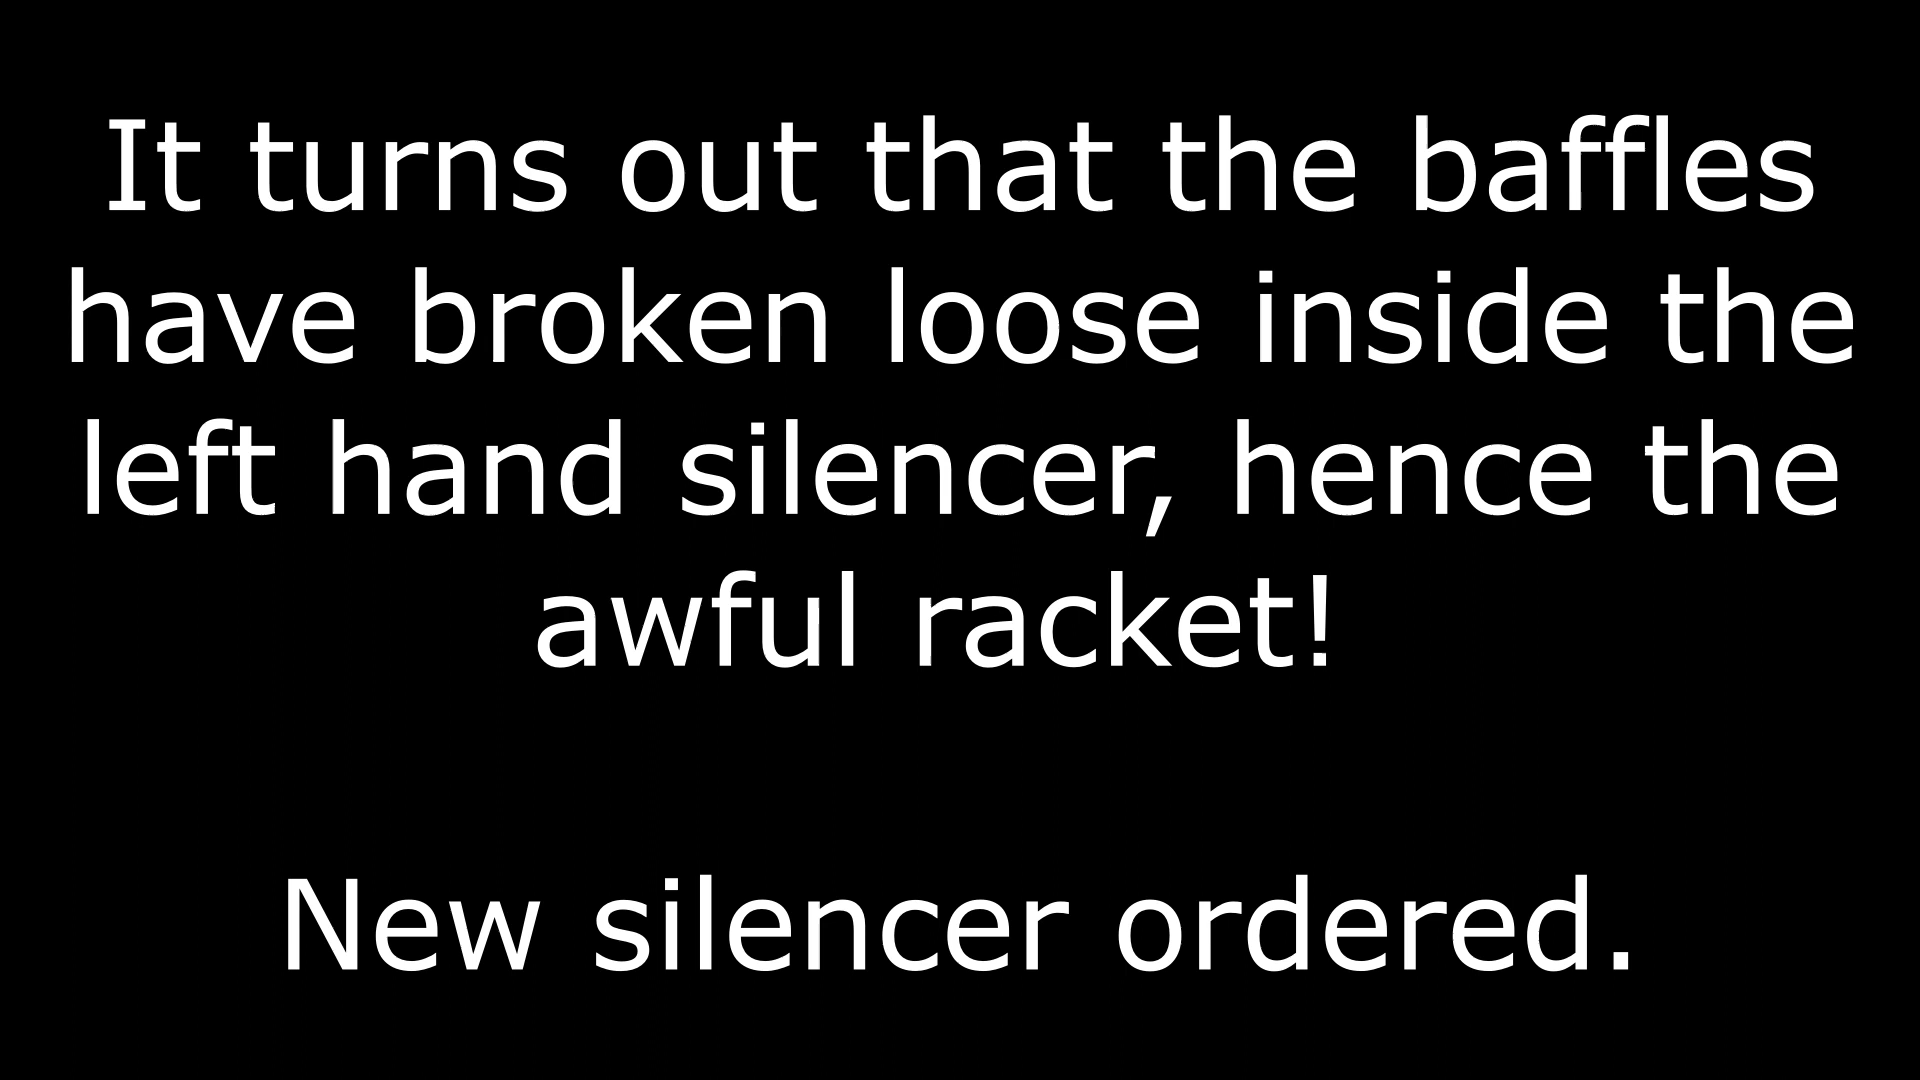 It turns out that the baffles
have broken loose inside the
left hand silencer, hence the
awful racket!
New silencer ordered.